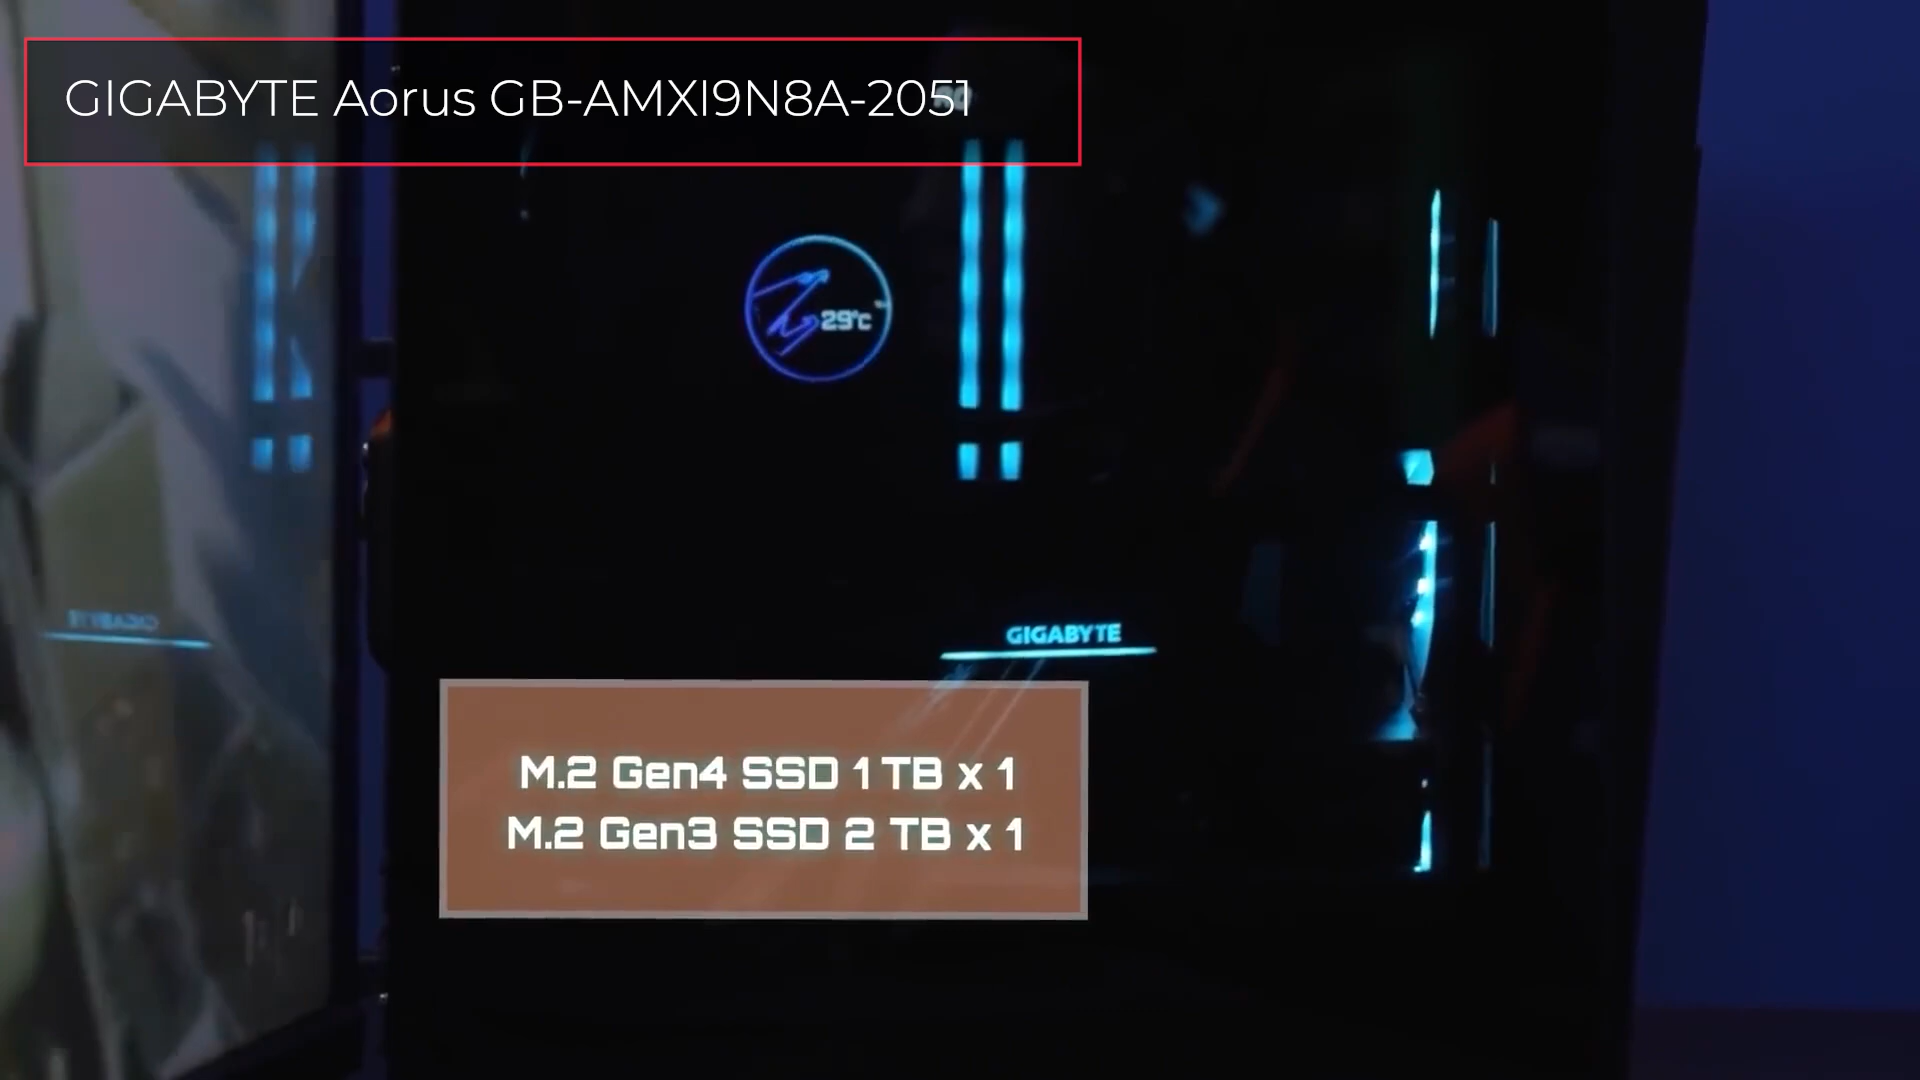 GIGABYTE Aorus GB-AMXI9N8A-2051
29°c
GIGABYTE
M.2 Gen4 SSD 1 TB x 1
M.2 Gen3 SSD 2 TB x 1